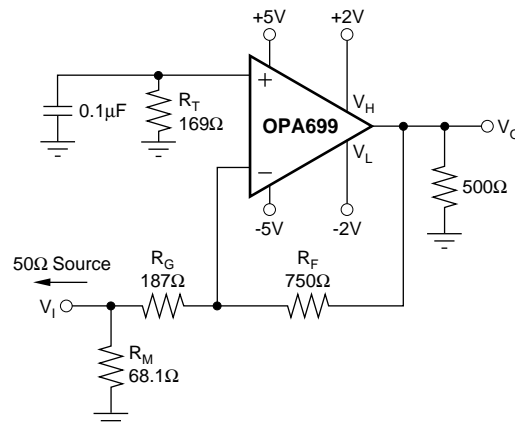 +5V
+2V
+
V_H
0.1μF
R_T
169Ω
OPA699
V_O
−
V_L
500Ω
-5V
-2V
50Ω Source
V_I
R_G
187Ω
R_F
750Ω
R_M
68.1Ω